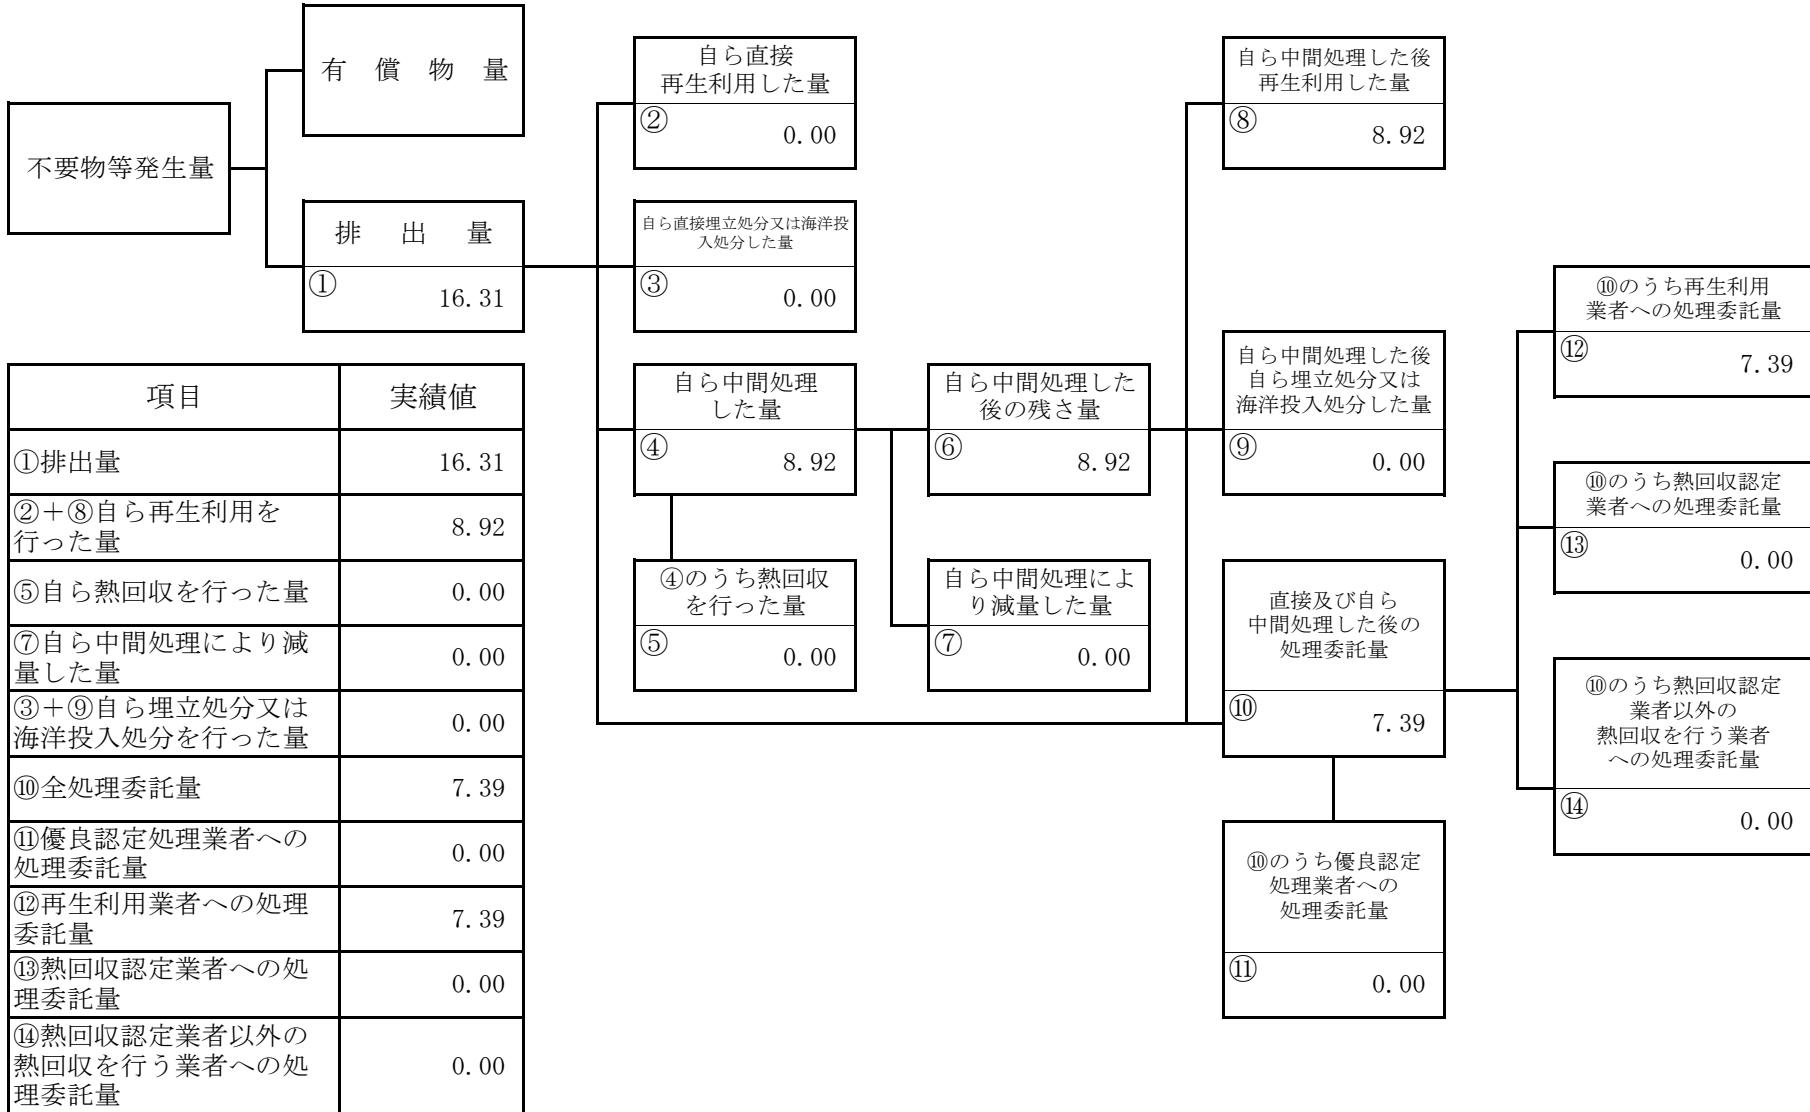 有償物量
不要物等発生量
排出量
①
16.31
自ら直接
再生利用した量
②
0.00
自ら直接埋立処分又は海洋投
入処分した量
③
0.00
自ら中間処理
した量
④
8.92
④のうち熱回収
を行った量
⑤
0.00
自ら中間処理した
後の残さ量
⑥
8.92
自ら中間処理によ
り減量した量
⑦
0.00
自ら中間処理した後
再生利用した量
⑧
8.92
自ら中間処理した後
自ら埋立処分又は
海洋投入処分した量
⑨
0.00
直接及び自ら
中間処理した後の
処理委託量
⑩
7.39
⑩のうち優良認定
処理業者への
処理委託量
⑪
0.00
⑩のうち再生利用
業者への処理委託量
⑫
7.39
⑩のうち熱回収認定
業者への処理委託量
⑬
0.00
⑩のうち熱回収認定
業者以外の
熱回収を行う業者
への処理委託量
⑭
0.00
項目 実績値
①排出量 16.31
②+⑧自ら再生利用を
行った量 8.92
⑤自ら熱回収を行った量 0.00
⑦自ら中間処理により減
量した量 0.00
③+⑨自ら埋立処分又は
海洋投入処分を行った量 0.00
⑩全処理委託量 7.39
⑪優良認定処理業者への
処理委託量 0.00
⑫再生利用業者への処理
委託量 7.39
⑬熱回収認定業者への処
理委託量 0.00
⑭熱回収認定業者以外の
熱回収を行う業者への処 0.00
理委託量